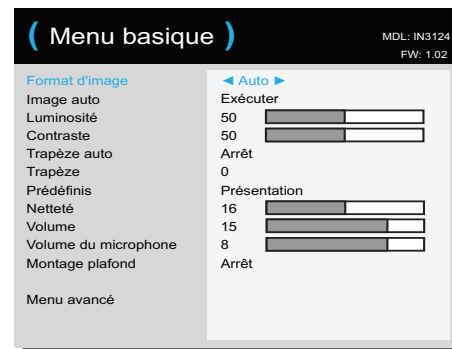 ( Menu basique )
MDL: IN3124
FW: 1.02
Format d'image ◄ Auto ►
Image auto Exécuter
Luminosité 50
Contraste 50
Trapèze auto Arrêt
Trapèze 0
Prédéfinis Présentation
Netteté 16
Volume 15
Volume du microphone 8
Montage plafond Arrêt
Menu avancé